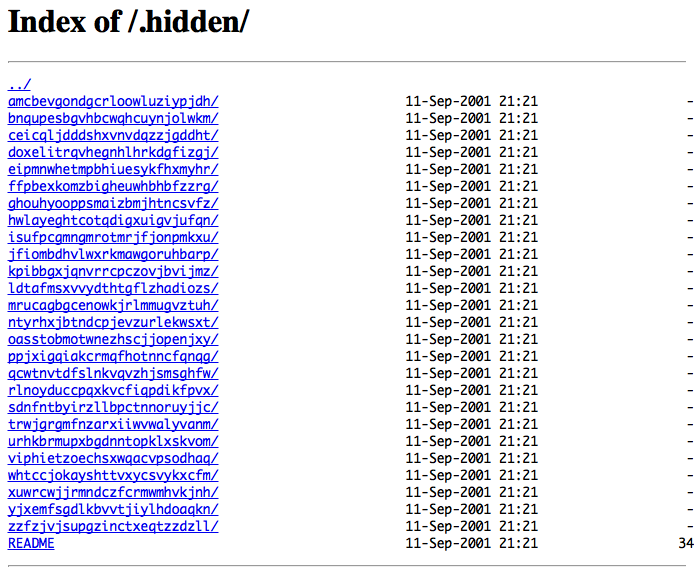 Index of /.hidden/
../
amcbevgondgcrloowluziypjdh/ 11-Sep-2001 21:21 -
bnqupesbgvhbcwqhcuynjolwkm/ 11-Sep-2001 21:21 -
ceicqljdddshxvnvdqzzjgddht/ 11-Sep-2001 21:21 -
doxelitrqvhegnhlhrkdgfizgj/ 11-Sep-2001 21:21 -
eipmnwhetmpbhiuesykfhxmyhr/ 11-Sep-2001 21:21 -
ffpbexkomzbigheuwhbhbfzzrg/ 11-Sep-2001 21:21 -
ghouhyooppsmaizbmjhtncsvfz/ 11-Sep-2001 21:21 -
hwlayeghtcotqdigxuigvjufqn/ 11-Sep-2001 21:21 -
isufpcgmngmrotmrjfjonpmkxu/ 11-Sep-2001 21:21 -
jfiombdhvlwxrkmawgoruhbarp/ 11-Sep-2001 21:21 -
kpibbgxjqnvrrcpczovjbvijmz/ 11-Sep-2001 21:21 -
ldtafmsxvvydthtgflzhadiozs/ 11-Sep-2001 21:21 -
mrucagbgcenowkjrlmmugvztuh/ 11-Sep-2001 21:21 -
ntyrhxjbtndcpjevzurlekwsxt/ 11-Sep-2001 21:21 -
oasstobmotwnezhscjjopenjxy/ 11-Sep-2001 21:21 -
ppjxigqiakcrmqfhotnncfqnqg/ 11-Sep-2001 21:21 -
qcwtnvtdfslnkvqvzhjsmsghfw/ 11-Sep-2001 21:21 -
rlnoyduccpqxkvcfiqpdikfpvx/ 11-Sep-2001 21:21 -
sdnfntbyirzllbpctnnoruyjjc/ 11-Sep-2001 21:21 -
trwjgrgmfnzarxiiwvwalyvanm/ 11-Sep-2001 21:21 -
urhkbrmupxbgdnntopklxskvom/ 11-Sep-2001 21:21 -
viphietzoechsxwqacvpsodhaq/ 11-Sep-2001 21:21 -
whtccjokayshttvxycsvykxcfm/ 11-Sep-2001 21:21 -
xuwrcwjjrmndczfcrmwmhvkjnh/ 11-Sep-2001 21:21 -
yjxemfsgdlkbvvtjiylhdoaqkn/ 11-Sep-2001 21:21 -
zzfzjvjsupgzinctxeqtzzdzll/ 11-Sep-2001 21:21 -
README 11-Sep-2001 21:21 34